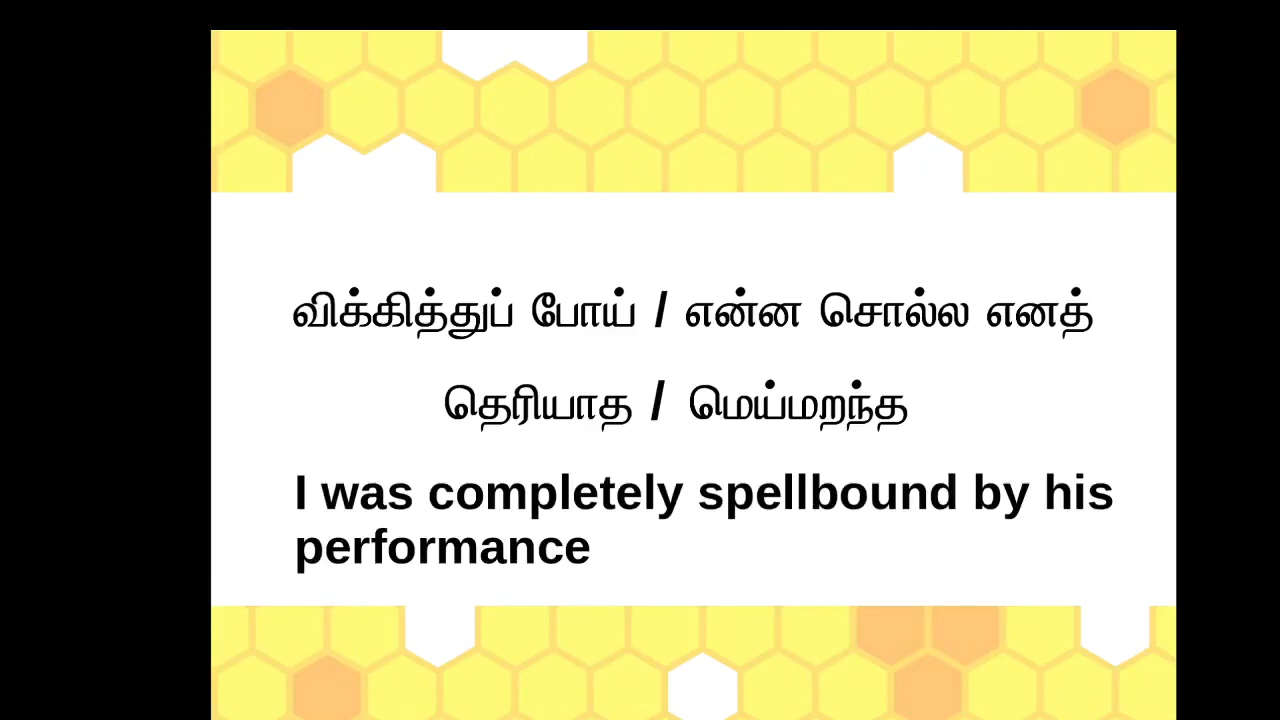 விக்கித்துப் போய் / என்ன சொல்ல எனத்
தெரியாத / மெய்மறந்த
I was completely spellbound by his
performance